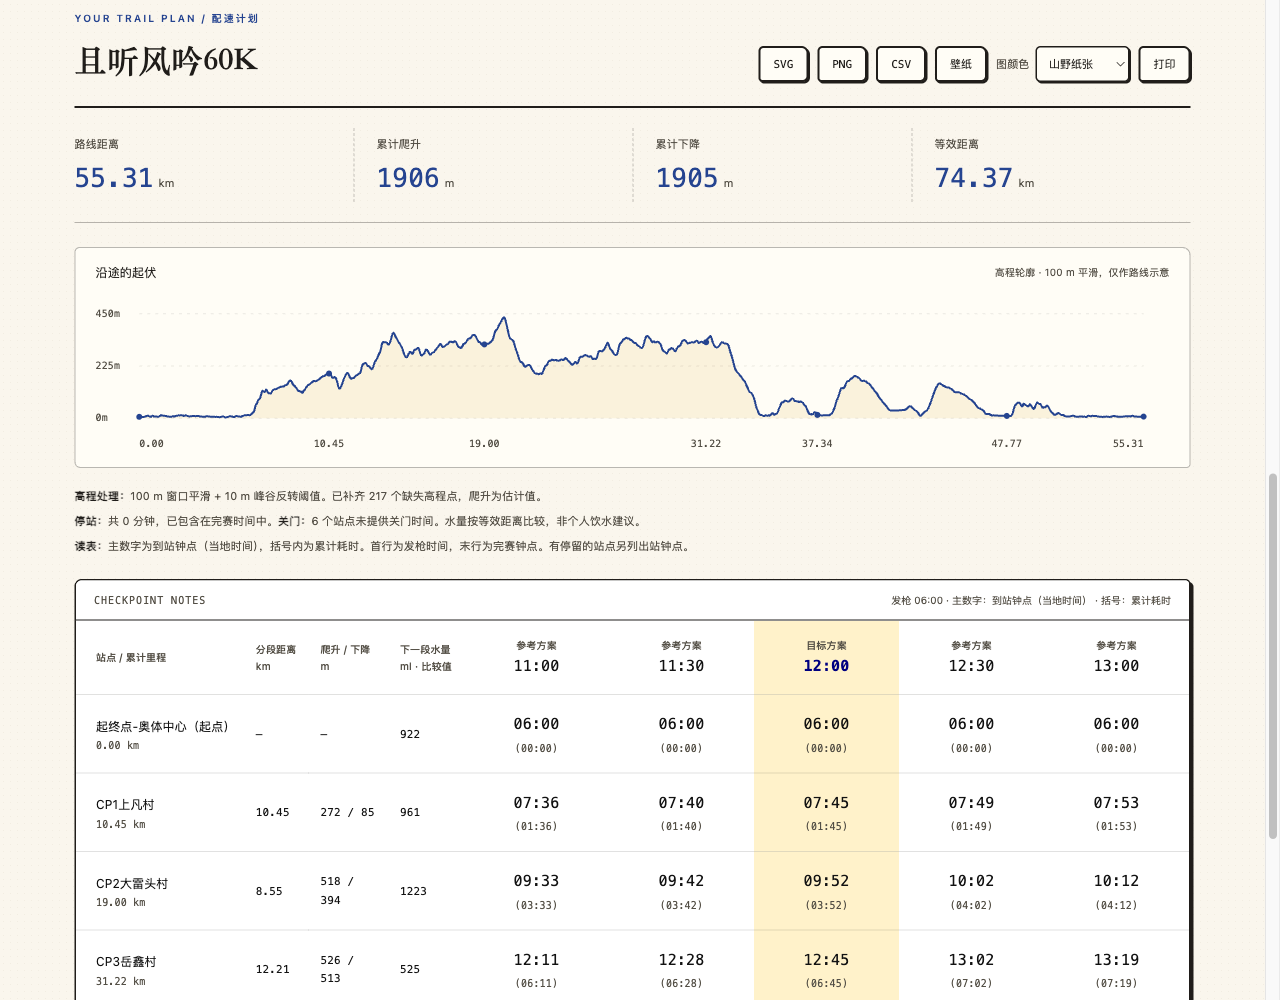 YOUR TRAIL PLAN / 配速计划
且听风吟60K
SVG PNG CSV 壁纸 图颜色 山野纸张 打印
路线距离 累计爬升 累计下降 等效距离
55.31 km 1906 m 1905 m 74.37 km
沿途的起伏 高程轮廓 · 100 m 平滑，仅作路线示意
450m
225m
0m
0.00 10.45 19.00 31.22 37.34 47.77 55.31
高程处理：100 m 窗口平滑 + 10 m 峰谷反转阈值。已补齐 217 个缺失高程点，爬升为估计值。
停站：共 0 分钟，已包含在完赛时间中。关门：6 个站点未提供关门时间。水量按等效距离比较，非个人饮水建议。
读表：主数字为到站钟点（当地时间），括号内为累计耗时。首行为发枪时间，末行为完赛钟点。有停留的站点另列出站钟点。
CHECKPOINT NOTES 发枪 06:00 · 主数字：到站钟点（当地时间） · 括号：累计耗时
站点 / 累计里程 分段距离 km 爬升 / 下降 m 下一段水量 ml · 比较值 参考方案 11:00 参考方案 11:30 目标方案 12:00 参考方案 12:30 参考方案 13:00
起终点-奥体中心（起点） — — 922 06:00 06:00 06:00 06:00 06:00
0.00 km (00:00) (00:00) (00:00) (00:00) (00:00)
CP1上凡村 10.45 272 / 85 961 07:36 07:40 07:45 07:49 07:53
10.45 km (01:36) (01:40) (01:45) (01:49) (01:53)
CP2大雷头村 8.55 518 / 394 1223 09:33 09:42 09:52 10:02 10:12
19.00 km (03:33) (03:42) (03:52) (04:02) (04:12)
CP3岳鑫村 12.21 526 / 513 525 12:11 12:28 12:45 13:02 13:19
31.22 km (06:11) (06:28) (06:45) (07:02) (07:19)